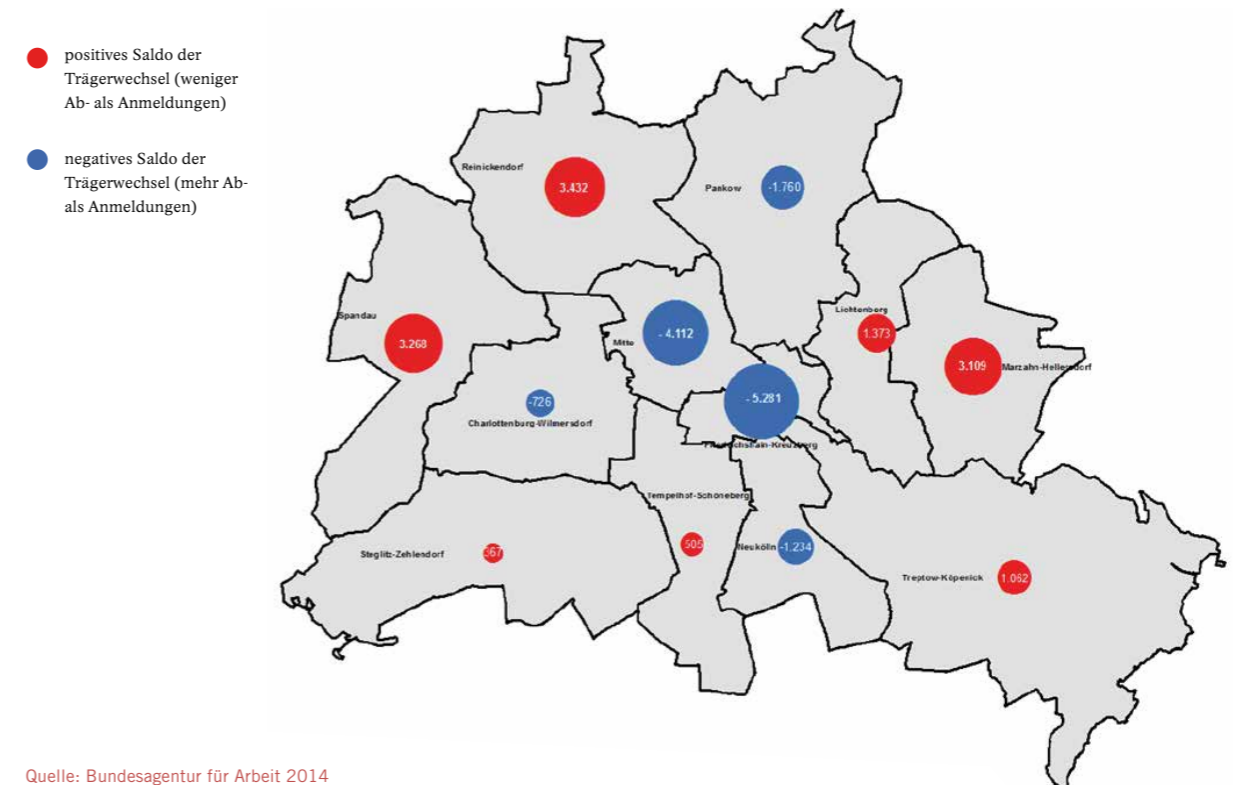 positives Saldo der
Trägerwechsel (weniger
Ab- als Anmeldungen)
negatives Saldo der
Trägerwechsel (mehr Ab-
als Anmeldungen)
Reinickendorf
3.432
Pankow
-1.760
Spandau
3.268
Mitte
- 4.112
Lichtenberg
1.373
3.109
Marzahn-Hellersdorf
-726
Charlottenburg-Wilmersdorf
- 5.281
Friedrichshain-Kreuzberg
Tempelhof-Schöneberg
505
Steglitz-Zehlendorf
367
Neukölln
-1.234
Treptow-Köpenick
1.062
Quelle: Bundesagentur für Arbeit 2014